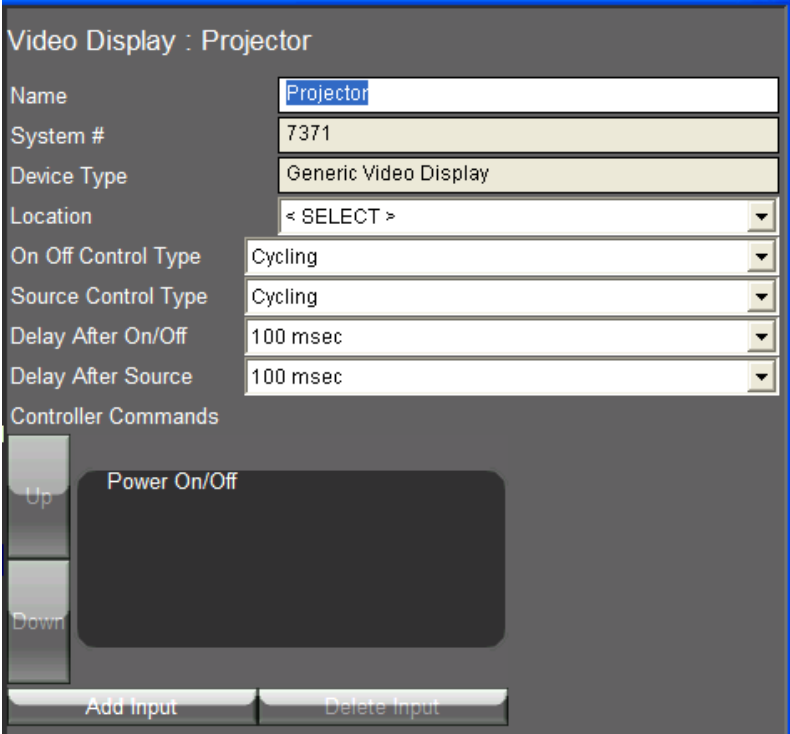 Video Display : Projector
Name Projector
System # 7371
Device Type Generic Video Display
Location < SELECT >
On Off Control Type Cycling
Source Control Type Cycling
Delay After On/Off 100 msec
Delay After Source 100 msec
Controller Commands
Power On/Off
Up
Down
Add Input Delete Input